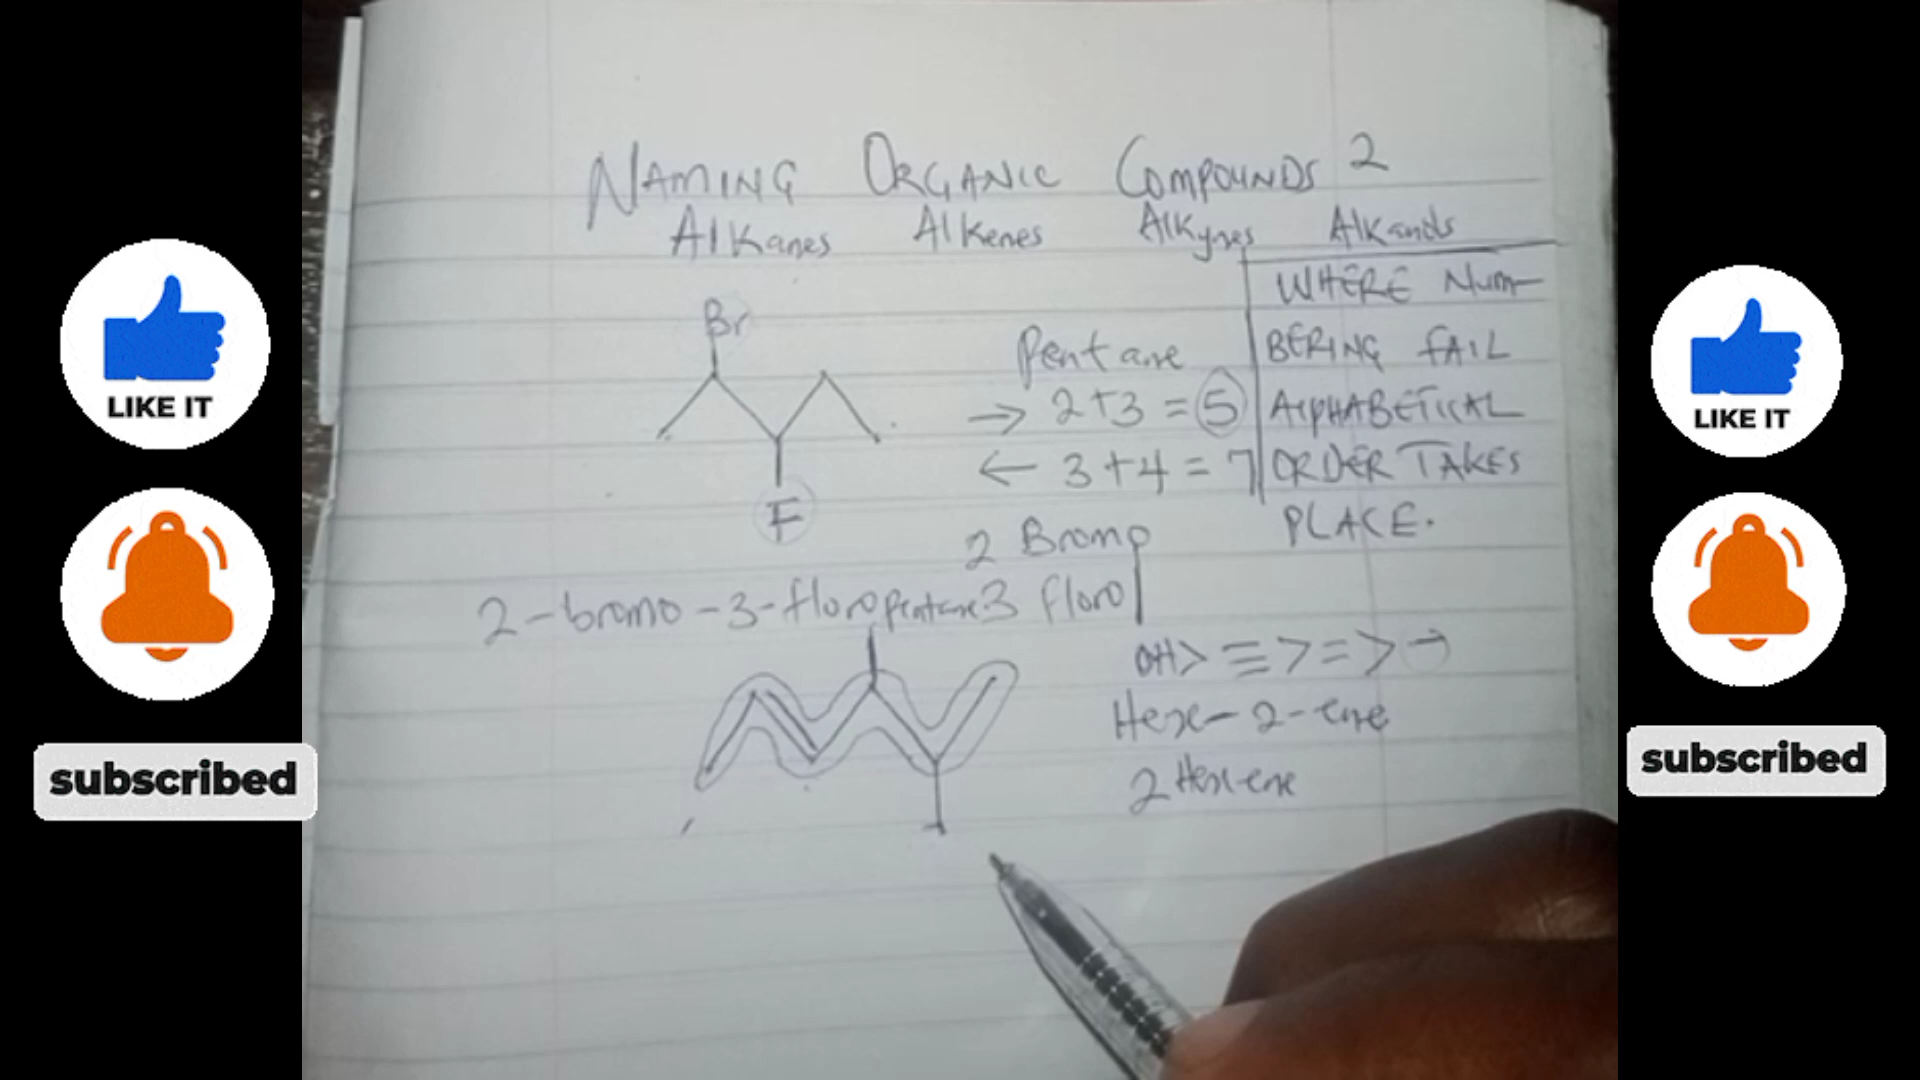 NAMING ORGANIC COMPOUNDS 2
Alkanes Alkenes Alkynes Alkanols
WHERE NUM-
BERING FAIL
ALPHABETICAL
ORDER TAKES
PLACE.
Br
F
Pentane
→ 2+3 = 5
← 3+4 = 7
2 Bromo
3 floro
2-bromo-3-floropentane
OH > ≡ > = > -
Hex-2-ene
2 Hexene
LIKE IT
subscribed
LIKE IT
subscribed